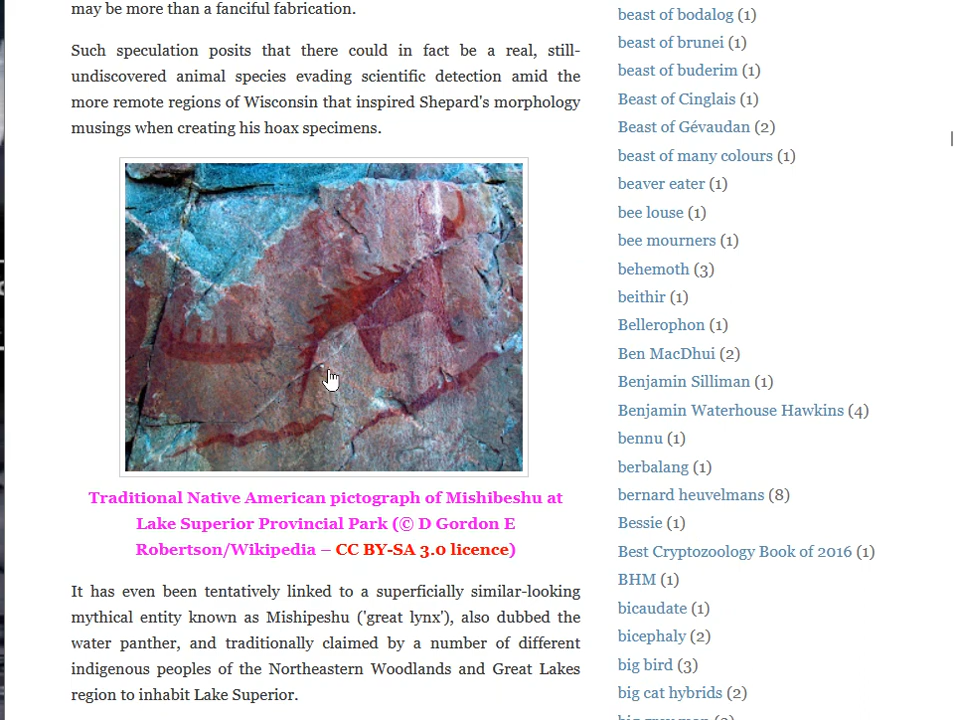 may be more than a fanciful fabrication.
Such speculation posits that there could in fact be a real, still-
undiscovered animal species evading scientific detection amid the
more remote regions of Wisconsin that inspired Shepard's morphology
musings when creating his hoax specimens.
Traditional Native American pictograph of Mishibeshu at
Lake Superior Provincial Park (© D Gordon E
Robertson/Wikipedia – CC BY-SA 3.0 licence)
It has even been tentatively linked to a superficially similar-looking
mythical entity known as Mishipeshu ('great lynx'), also dubbed the
water panther, and traditionally claimed by a number of different
indigenous peoples of the Northeastern Woodlands and Great Lakes
region to inhabit Lake Superior.
beast of bodalog (1)
beast of brunei (1)
beast of buderim (1)
Beast of Cinglais (1)
Beast of Gévaudan (2)
beast of many colours (1)
beaver eater (1)
bee louse (1)
bee mourners (1)
behemoth (3)
beithir (1)
Bellerophon (1)
Ben MacDhui (2)
Benjamin Silliman (1)
Benjamin Waterhouse Hawkins (4)
bennu (1)
berbalang (1)
bernard heuvelmans (8)
Bessie (1)
Best Cryptozoology Book of 2016 (1)
BHM (1)
bicaudate (1)
bicephaly (2)
big bird (3)
big cat hybrids (2)